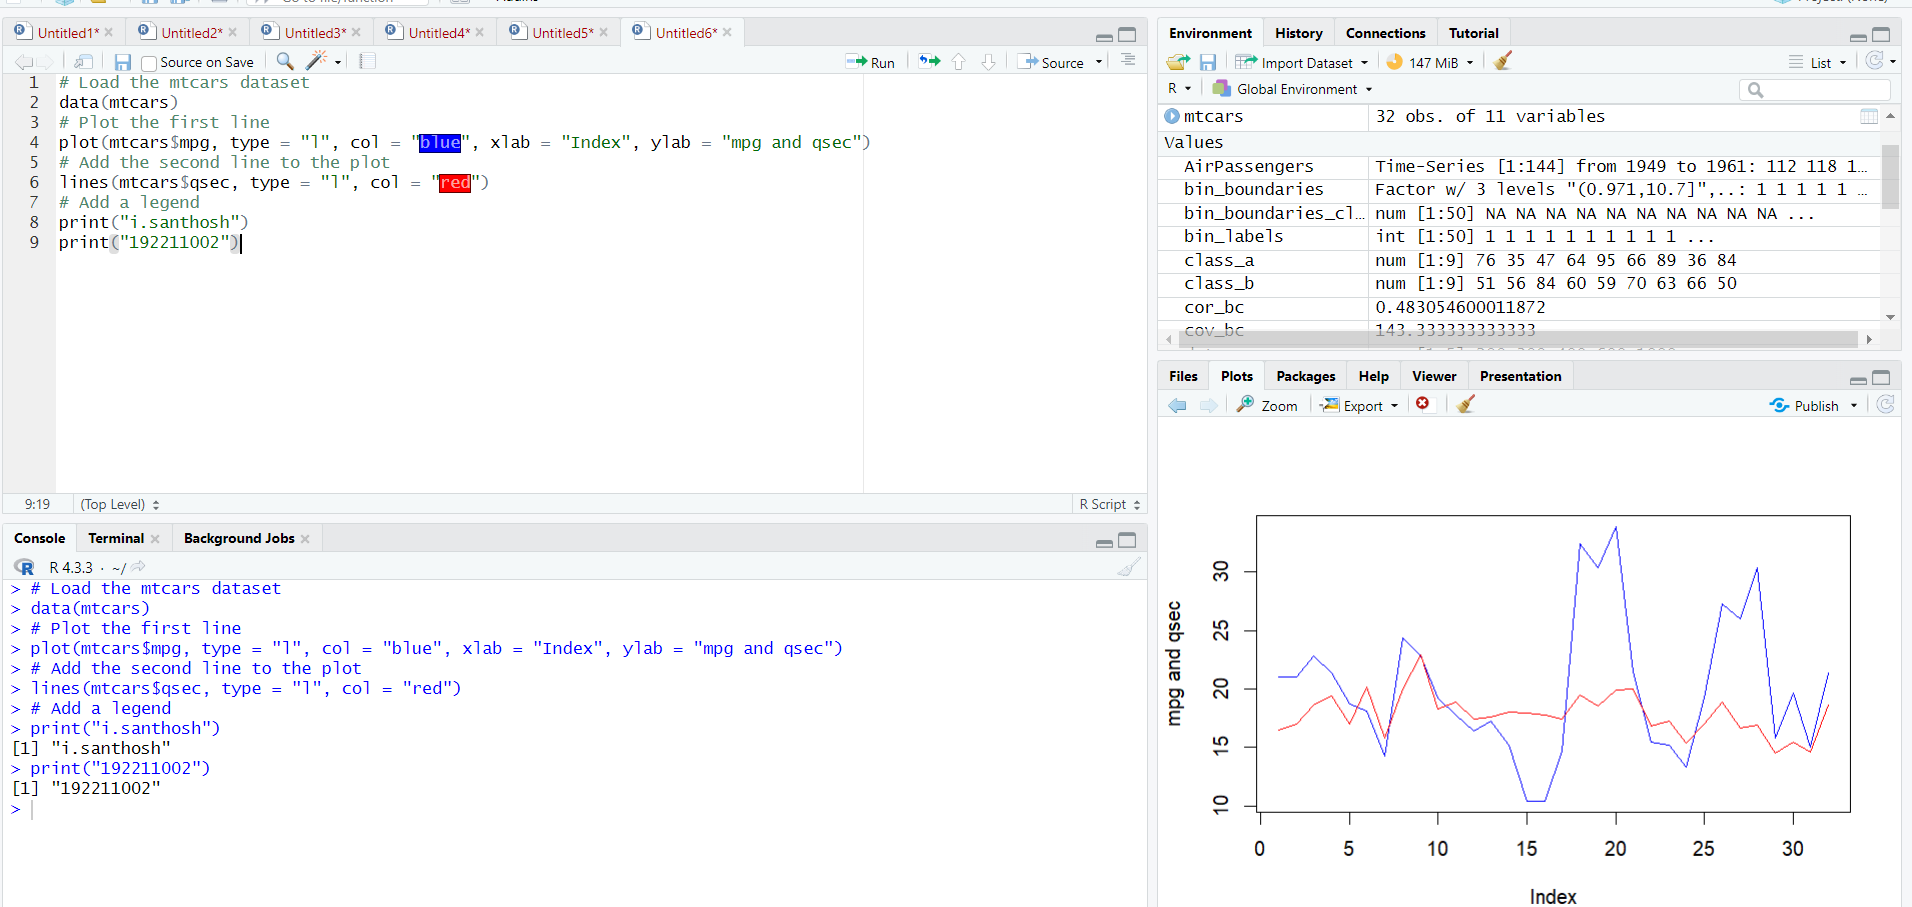 Untitled1* Untitled2* Untitled3* Untitled4* Untitled5* Untitled6*
Source on Save Run Source
1 # Load the mtcars dataset
2 data(mtcars)
3 # Plot the first line
4 plot(mtcars$mpg, type = "l", col = "blue", xlab = "Index", ylab = "mpg and qsec")
5 # Add the second line to the plot
6 lines(mtcars$qsec, type = "l", col = "red")
7 # Add a legend
8 print("i.santhosh")
9 print("192211002")
9:19 (Top Level) R Script
Console Terminal Background Jobs
R 4.3.3 · ~/
> # Load the mtcars dataset
> data(mtcars)
> # Plot the first line
> plot(mtcars$mpg, type = "l", col = "blue", xlab = "Index", ylab = "mpg and qsec")
> # Add the second line to the plot
> lines(mtcars$qsec, type = "l", col = "red")
> # Add a legend
> print("i.santhosh")
[1] "i.santhosh"
> print("192211002")
[1] "192211002"
>
Environment History Connections Tutorial
Import Dataset 147 MiB List
R Global Environment
mtcars 32 obs. of 11 variables
Values
AirPassengers Time-Series [1:144] from 1949 to 1961: 112 118 1…
bin_boundaries Factor w/ 3 levels "(0.971,10.7]",..: 1 1 1 1 1 …
bin_boundaries_cl… num [1:50] NA NA NA NA NA NA NA NA NA NA ...
bin_labels int [1:50] 1 1 1 1 1 1 1 1 1 1 ...
class_a num [1:9] 76 35 47 64 95 66 89 36 84
class_b num [1:9] 51 56 84 60 59 70 63 66 50
cor_bc 0.483054600011872
cov_bc 143.333333333333
Files Plots Packages Help Viewer Presentation
Zoom Export Publish
mpg and qsec
30
25
20
15
10
0 5 10 15 20 25 30
Index